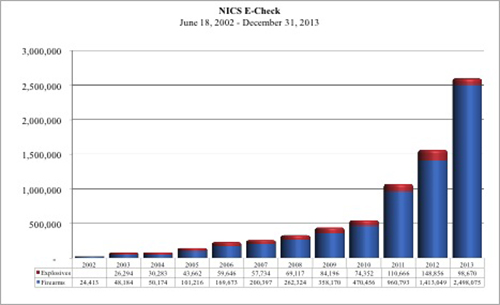 NICS E-Check
June 18, 2002 - December 31, 2013
3,000,000
2,500,000
2,000,000
1,500,000
1,000,000
500,000
-
2002 2003 2004 2005 2006 2007 2008 2009 2010 2011 2012 2013
Explosives 26,294 30,283 43,662 59,646 57,734 69,117 84,196 74,352 110,666 148,856 98,670
Firearms 24,413 48,184 50,174 101,216 169,673 200,397 262,524 358,170 470,456 960,793 1,413,049 2,498,075